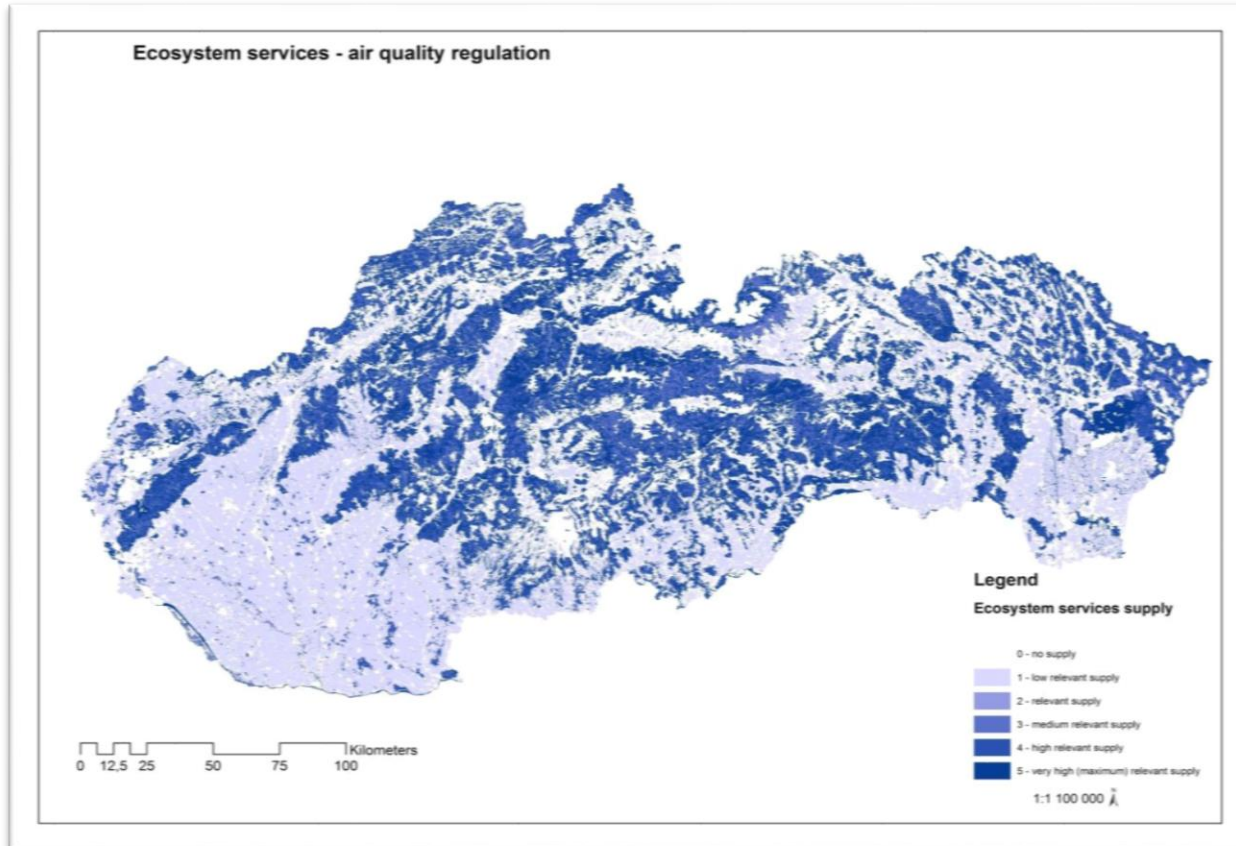 Ecosystem services - air quality regulation
Legend
Ecosystem services supply
0 - no supply
1 - low relevant supply
2 - relevant supply
3 - medium relevant supply
4 - high relevant supply
5 - very high (maximum) relevant supply
1:1 100 000
N
Kilometers
0 12,5 25 50 75 100